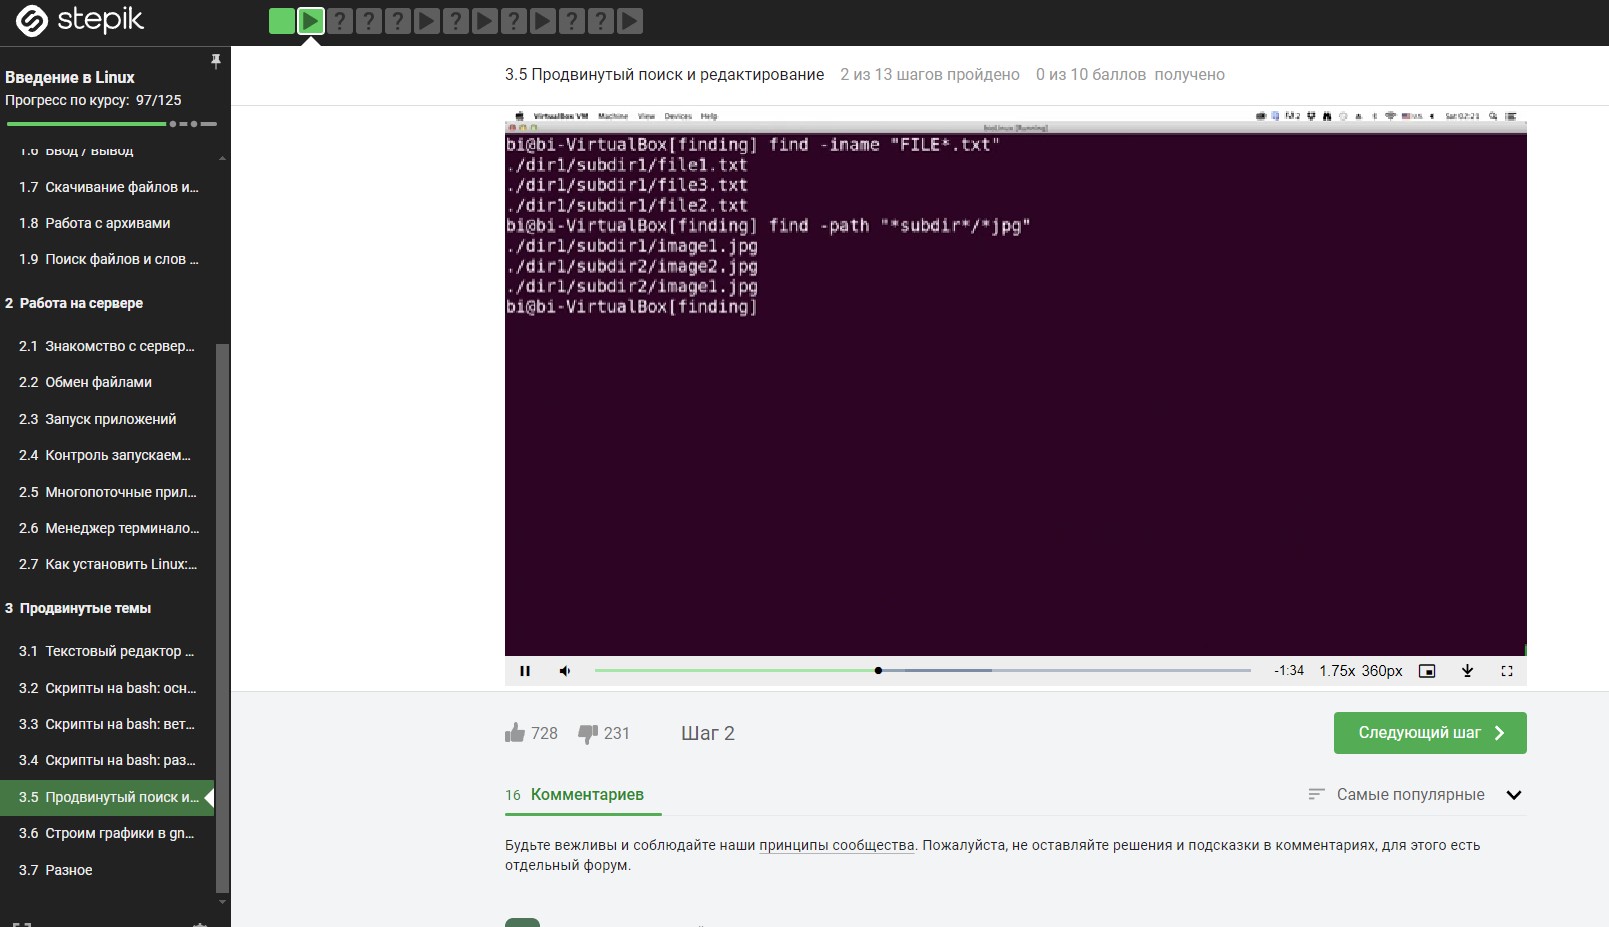 stepik
? ? ? ? ? ? ?
Введение в Linux
Прогресс по курсу: 97/125
1.6 Ввод / вывод
1.7 Скачивание файлов и…
1.8 Работа с архивами
1.9 Поиск файлов и слов …
2 Работа на сервере
2.1 Знакомство с сервер…
2.2 Обмен файлами
2.3 Запуск приложений
2.4 Контроль запускаем…
2.5 Многопоточные прил…
2.6 Менеджер терминало…
2.7 Как установить Linux:…
3 Продвинутые темы
3.1 Текстовый редактор …
3.2 Скрипты на bash: осн…
3.3 Скрипты на bash: вет…
3.4 Скрипты на bash: раз…
3.5 Продвинутый поиск и…
3.6 Строим графики в gn…
3.7 Разное
3.5 Продвинутый поиск и редактирование 2 из 13 шагов пройдено 0 из 10 баллов получено
VirtualBox VM Machine View Devices Help Sat 02:21
bi@bi-VirtualBox[finding] find -iname "FILE*.txt"
./dir1/subdir1/file1.txt
./dir1/subdir1/file3.txt
./dir1/subdir1/file2.txt
bi@bi-VirtualBox[finding] find -path "*subdir*/*jpg"
./dir1/subdir1/image1.jpg
./dir1/subdir2/image2.jpg
./dir1/subdir2/image1.jpg
bi@bi-VirtualBox[finding]
-1:34 1.75x 360px
728 231 Шаг 2
Следующий шаг
16 Комментариев
Самые популярные
Будьте вежливы и соблюдайте наши принципы сообщества. Пожалуйста, не оставляйте решения и подсказки в комментариях, для этого есть
отдельный форум.